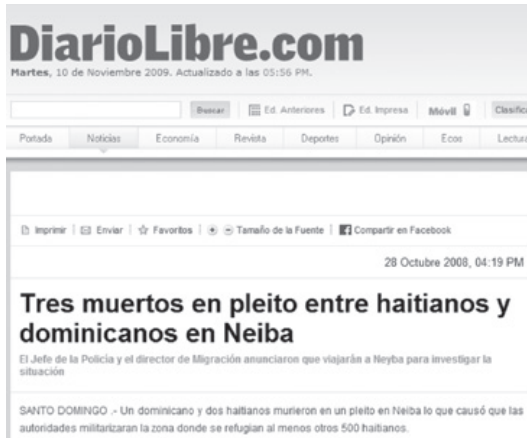 DiarioLibre.com
Martes, 10 de Noviembre 2009. Actualizado a las 05:56 PM.
Buscar Ed. Anteriores Ed. Impresa Móvil Clasific
Portada Noticias Economía Revista Deportes Opinión Ecos Lectura
Imprimir Enviar Favoritos Tamaño de la Fuente Compartir en Facebook
28 Octubre 2008, 04:19 PM
Tres muertos en pleito entre haitianos y
dominicanos en Neiba
El Jefe de la Policía y el director de Migración anunciaron que viajarán a Neyba para investigar la
situación
SANTO DOMINGO .- Un dominicano y dos haitianos murieron en un pleito en Neiba lo que causó que las
autoridades militarizaran la zona donde se refugian al menos otros 500 haitianos.